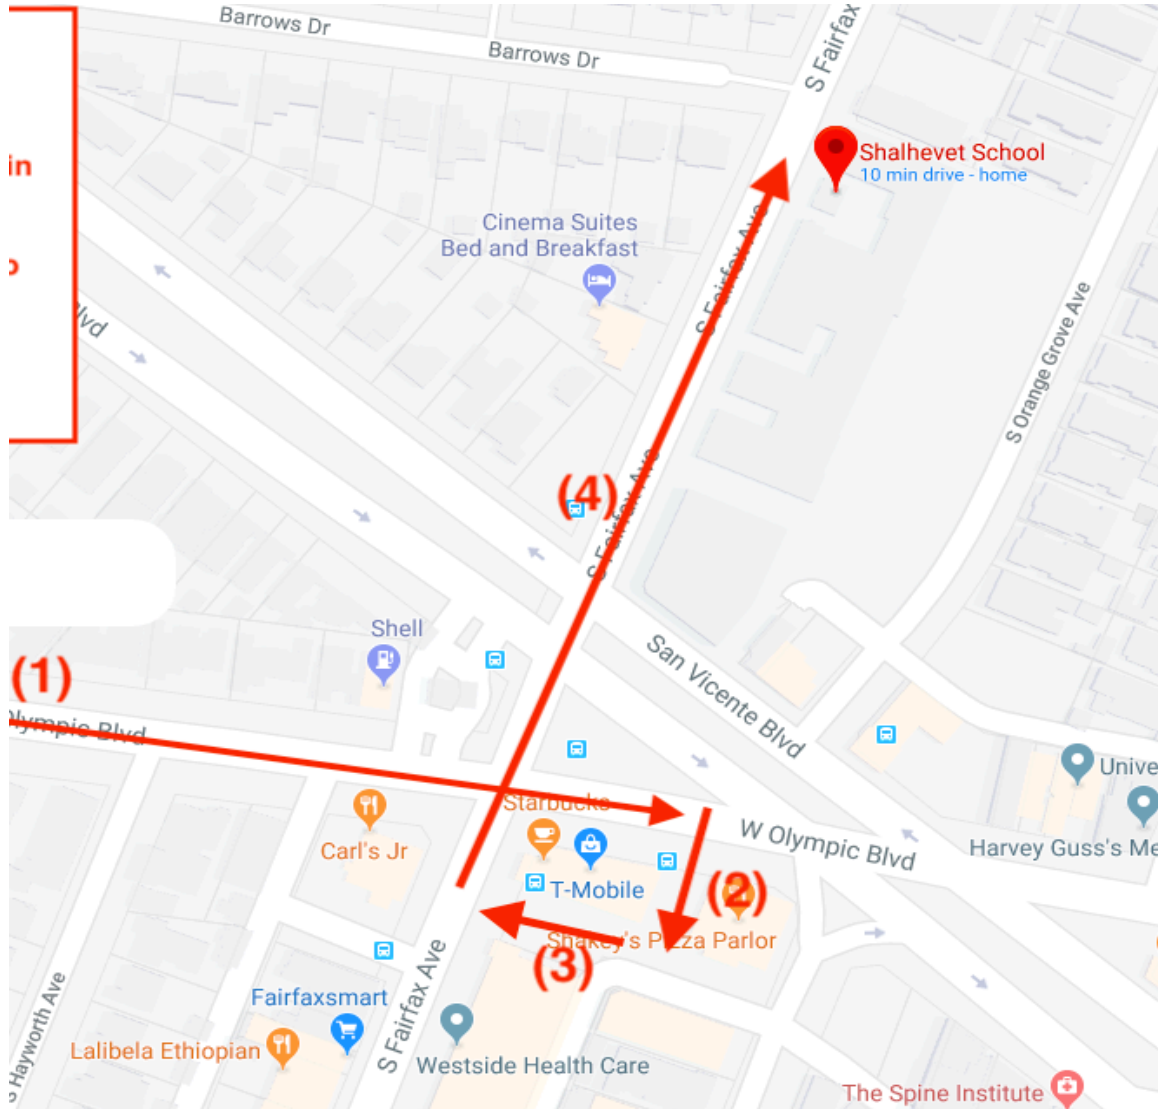 Barrows Dr
Barrows Dr
S Fairfax
in
Shalhevet School
10 min drive - home
Cinema Suites
Bed and Breakfast
S Fairfax Ave
Blvd
S Orange Grove Ave
(4)
S Fairfax Ave
Shell
San Vicente Blvd
(1)
Olympic Blvd
Starbucks
W Olympic Blvd
Unive
Harvey Guss's Me
Carl's Jr
T-Mobile
(2)
Shakey's Pizza Parlor
(3)
S Fairfax Ave
Fairfaxsmart
S Hayworth Ave
Lalibela Ethiopian
Westside Health Care
The Spine Institute